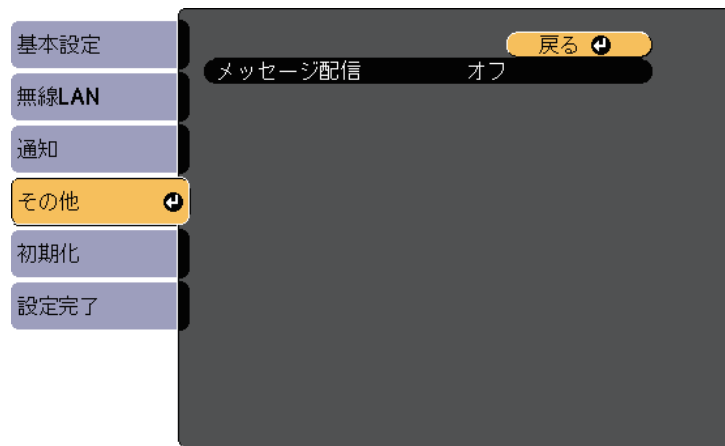 基本設定
無線LAN
通知
その他
初期化
設定完了
戻る
メッセージ配信 オフ